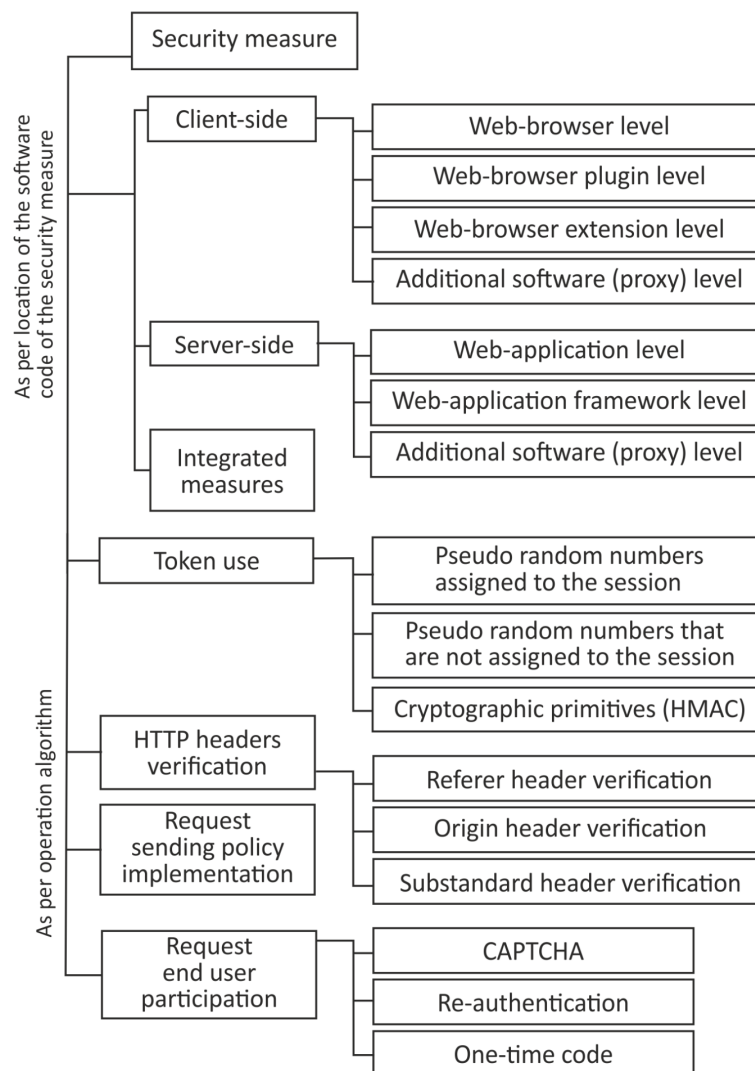 Security measure
As per location of the software
code of the security measure
Client-side
Web-browser level
Web-browser plugin level
Web-browser extension level
Additional software (proxy) level
Server-side
Web-application level
Web-application framework level
Additional software (proxy) level
Integrated
measures
As per operation algorithm
Token use
Pseudo random numbers
assigned to the session
Pseudo random numbers that
are not assigned to the session
Cryptographic primitives (HMAC)
HTTP headers
verification
Referer header verification
Origin header verification
Substandard header verification
Request
sending policy
implementation
Request
end user
participation
CAPTCHA
Re-authentication
One-time code